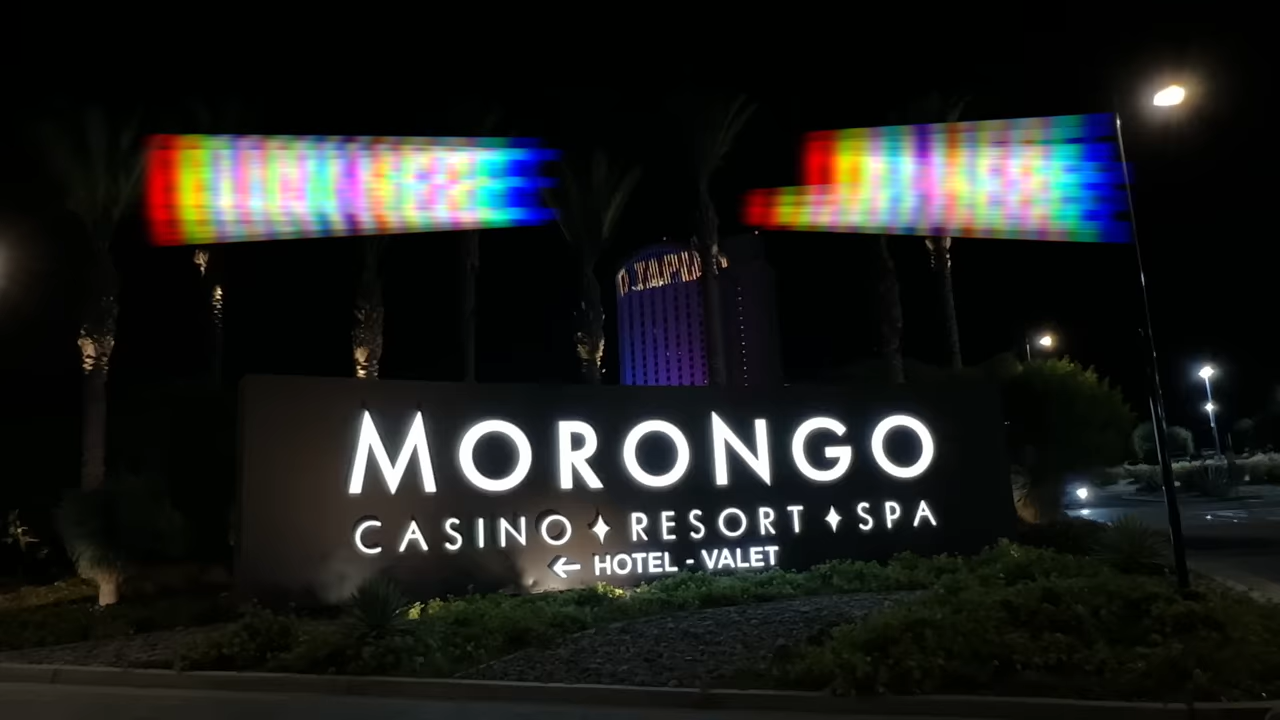 MORONGO
CASINO ✦ RESORT ✦ SPA
← HOTEL - VALET